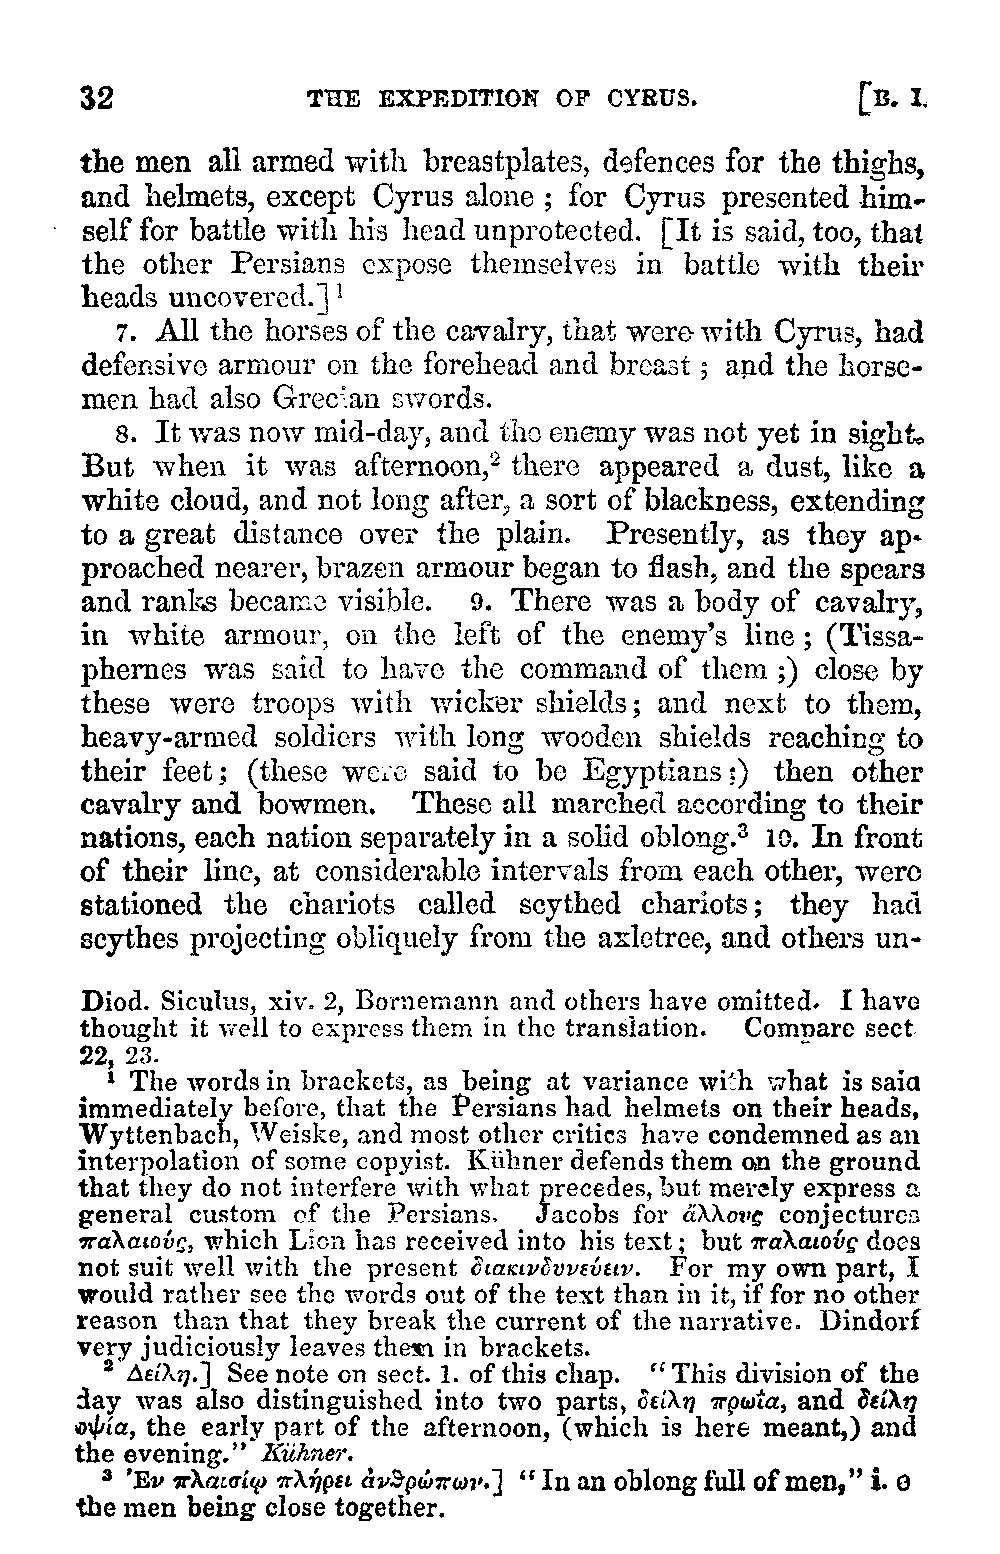 32 THE EXPEDITION OF CYRUS. [B. I.
the men all armed with breastplates, defences for the thighs,
and helmets, except Cyrus alone ; for Cyrus presented him-
self for battle with his head unprotected. [It is said, too, that
the other Persians expose themselves in battle with their
heads uncovered.] ¹
7. All the horses of the cavalry, that were with Cyrus, had
defensive armour on the forehead and breast ; and the horse-
men had also Grecian swords.
8. It was now mid-day, and the enemy was not yet in sight.
But when it was afternoon,² there appeared a dust, like a
white cloud, and not long after, a sort of blackness, extending
to a great distance over the plain. Presently, as they ap-
proached nearer, brazen armour began to flash, and the spears
and ranks became visible. 9. There was a body of cavalry,
in white armour, on the left of the enemy's line ; (Tissa-
phernes was said to have the command of them ;) close by
these were troops with wicker shields ; and next to them,
heavy-armed soldiers with long wooden shields reaching to
their feet ; (these were said to be Egyptians ;) then other
cavalry and bowmen. These all marched according to their
nations, each nation separately in a solid oblong.³ 10. In front
of their line, at considerable intervals from each other, were
stationed the chariots called scythed chariots ; they had
scythes projecting obliquely from the axletree, and others un-
Diod. Siculus, xiv. 2, Bornemann and others have omitted. I have
thought it well to express them in the translation. Compare sect
22, 23.
¹ The words in brackets, as being at variance with what is said
immediately before, that the Persians had helmets on their heads,
Wyttenbach, Weiske, and most other critics have condemned as an
interpolation of some copyist. Kühner defends them on the ground
that they do not interfere with what precedes, but merely express a
general custom of the Persians. Jacobs for ἄλλους conjectures
παλαιούς, which Lion has received into his text ; but παλαιούς does
not suit well with the present διακινδυνεύειν. For my own part, I
would rather see the words out of the text than in it, if for no other
reason than that they break the current of the narrative. Dindorf
very judiciously leaves them in brackets.
² Δείλη.] See note on sect. 1. of this chap. "This division of the
day was also distinguished into two parts, δείλη πρωΐα, and δείλη
ὀψία, the early part of the afternoon, (which is here meant,) and
the evening." Kühner.
³ Ἐν πλαισίῳ πλήρει ἀνθρώπων.] "In an oblong full of men," i. e
the men being close together.